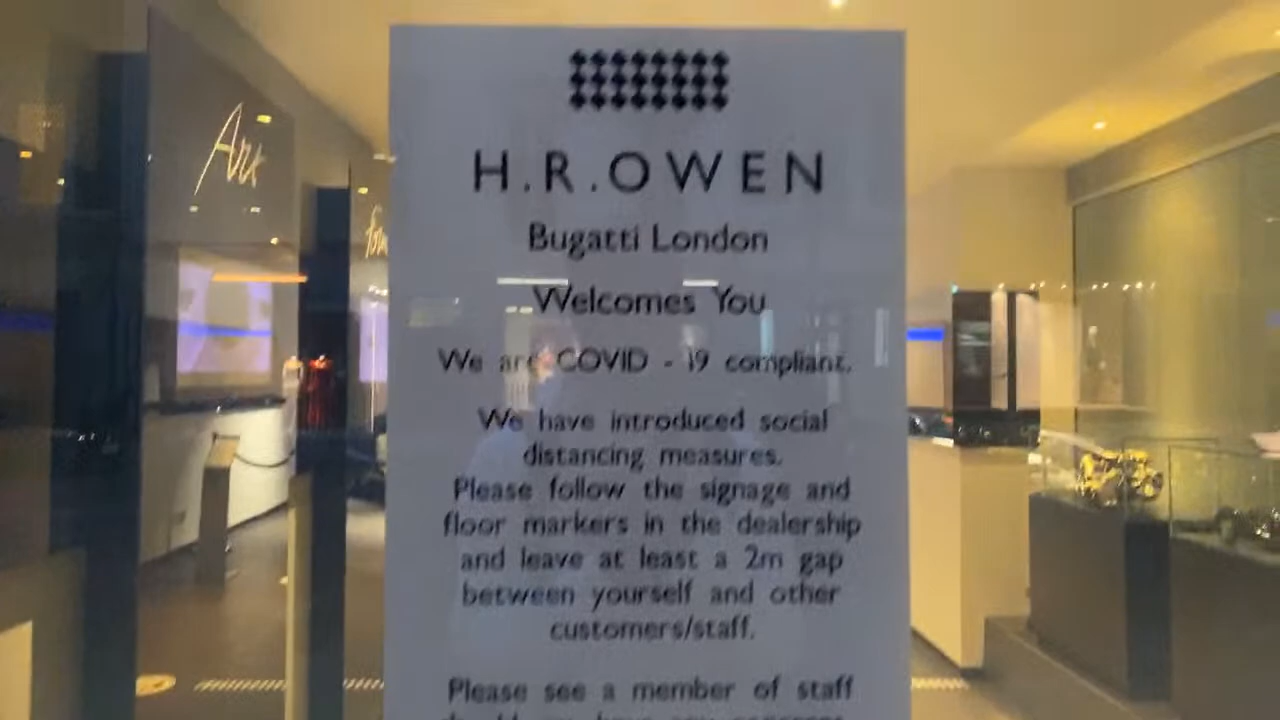 Art
H.R.OWEN
Bugatti London
Welcomes You
We are COVID - 19 compliant.
We have introduced social
distancing measures.
Please follow the signage and
floor markers in the dealership
and leave at least a 2m gap
between yourself and other
customers/staff.
Please see a member of staff